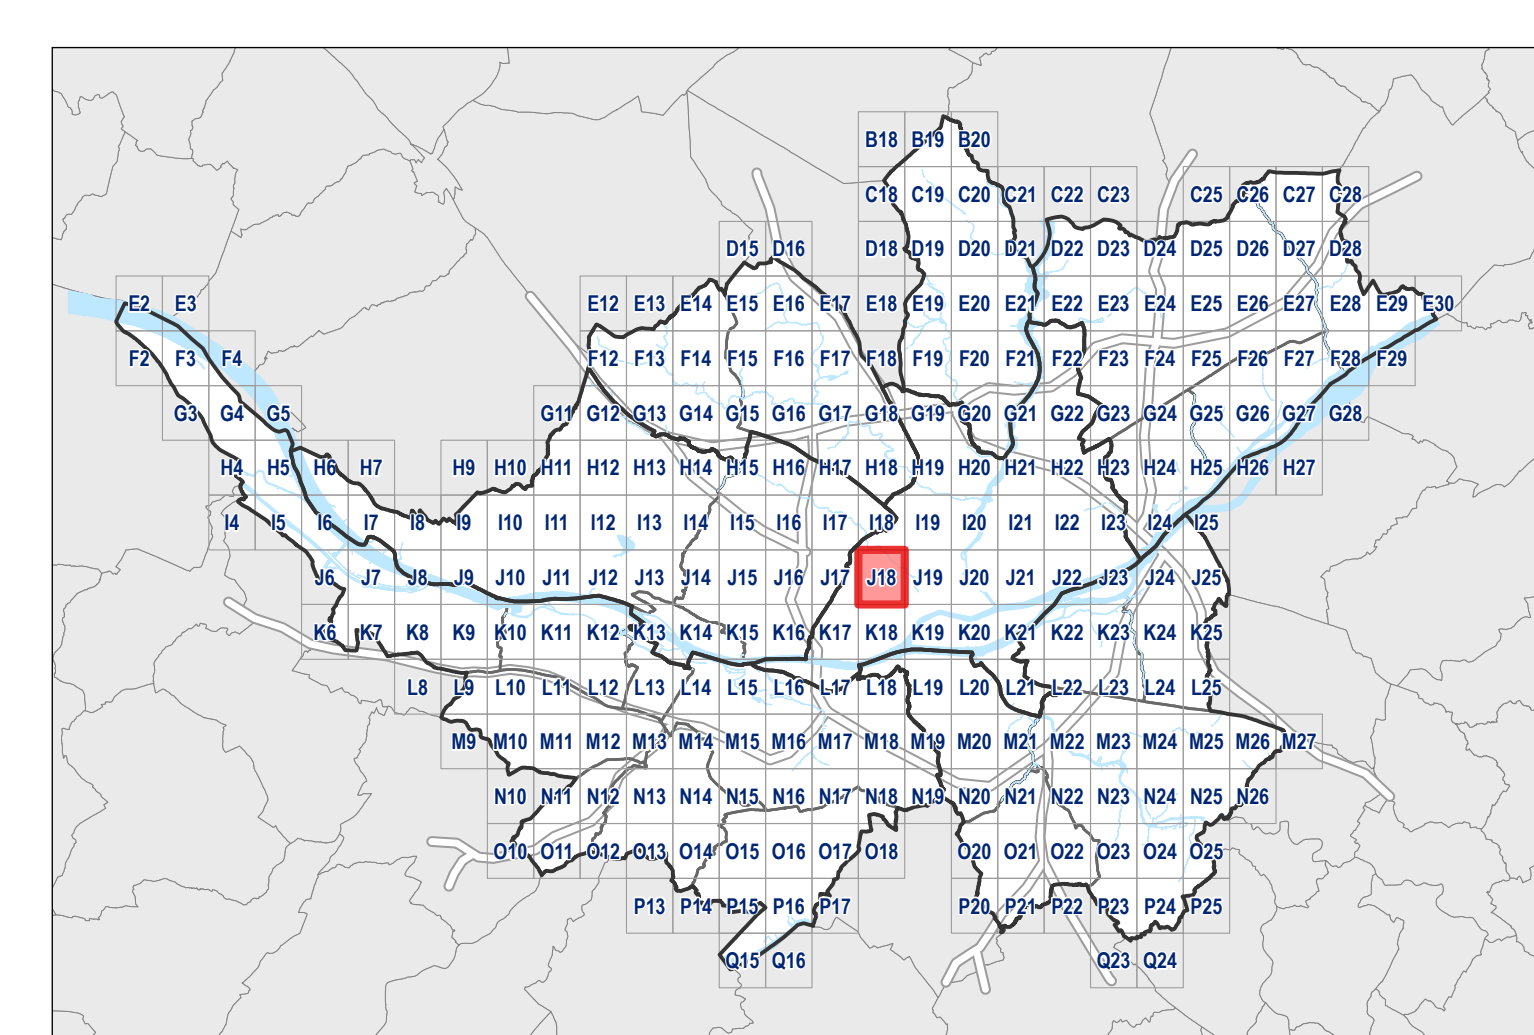 B18 B19 B20
C18 C19 C20 C21 C22 C23 C25 C26 C27 C28
D15 D16 D18 D19 D20 D21 D22 D23 D24 D25 D26 D27 D28
E2 E3 E12 E13 E14 E15 E16 E17 E18 E19 E20 E21 E22 E23 E24 E25 E26 E27 E28 E29 E30
F2 F3 F4 F12 F13 F14 F15 F16 F17 F18 F19 F20 F21 F22 F23 F24 F25 F26 F27 F28 F29
G3 G4 G5 G11 G12 G13 G14 G15 G16 G17 G18 G19 G20 G21 G22 G23 G24 G25 G26 G27 G28
H4 H5 H6 H7 H9 H10 H11 H12 H13 H14 H15 H16 H17 H18 H19 H20 H21 H22 H23 H24 H25 H26 H27
I4 I5 I6 I7 I8 I9 I10 I11 I12 I13 I14 I15 I16 I17 I18 I19 I20 I21 I22 I23 I24 I25
J6 J7 J8 J9 J10 J11 J12 J13 J14 J15 J16 J17 J18 J19 J20 J21 J22 J23 J24 J25
K6 K7 K8 K9 K10 K11 K12 K13 K14 K15 K16 K17 K18 K19 K20 K21 K22 K23 K24 K25
L8 L9 L10 L11 L12 L13 L14 L15 L16 L17 L18 L19 L20 L21 L22 L23 L24 L25
M9 M10 M11 M12 M13 M14 M15 M16 M17 M18 M19 M20 M21 M22 M23 M24 M25 M26 M27
N10 N11 N12 N13 N14 N15 N16 N17 N18 N19 N20 N21 N22 N23 N24 N25 N26
O10 O11 O12 O13 O14 O15 O16 O17 O18 O20 O21 O22 O23 O24 O25
P13 P14 P15 P16 P17 P20 P21 P22 P23 P24 P25
Q15 Q16 Q23 Q24